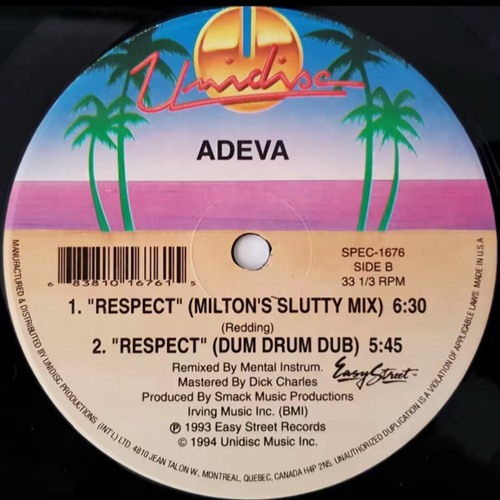 Unidisc
ADEVA
SPEC-1676
SIDE B
33 1/3 RPM
6 83810 16761 5
1. "RESPECT" (MILTON'S SLUTTY MIX) 6:30
(Redding)
2. "RESPECT" (DUM DRUM DUB) 5:45
Remixed By Mental Instrum.
Mastered By Dick Charles
Produced By Smack Music Productions
Irving Music Inc. (BMI)
EasyStreet™
℗ 1993 Easy Street Records
© 1994 Unidisc Music Inc.
MANUFACTURED & DISTRIBUTED BY UNIDISC PRODUCTIONS (INT'L) LTD. 4810 JEAN TALON W., MONTREAL, QUEBEC, CANADA H4P 2N5. UNAUTHORIZED DUPLICATION IS A VIOLATION OF APPLICABLE LAWS. MADE IN U.S.A